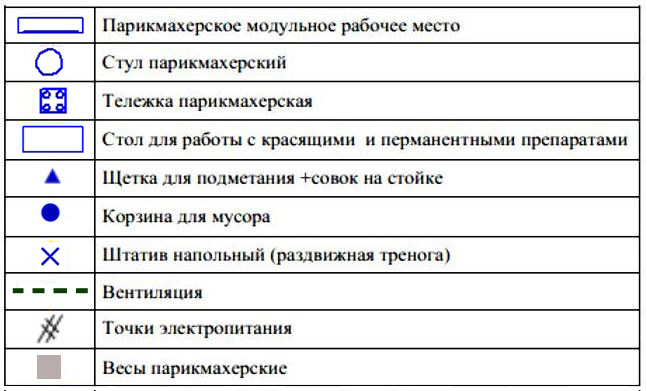 Парикмахерское модульное рабочее место
Стул парикмахерский
Тележка парикмахерская
Стол для работы с красящими и перманентными препаратами
Щетка для подметания +совок на стойке
Корзина для мусора
Штатив напольный (раздвижная тренога)
Вентиляция
Точки электропитания
Весы парикмахерские